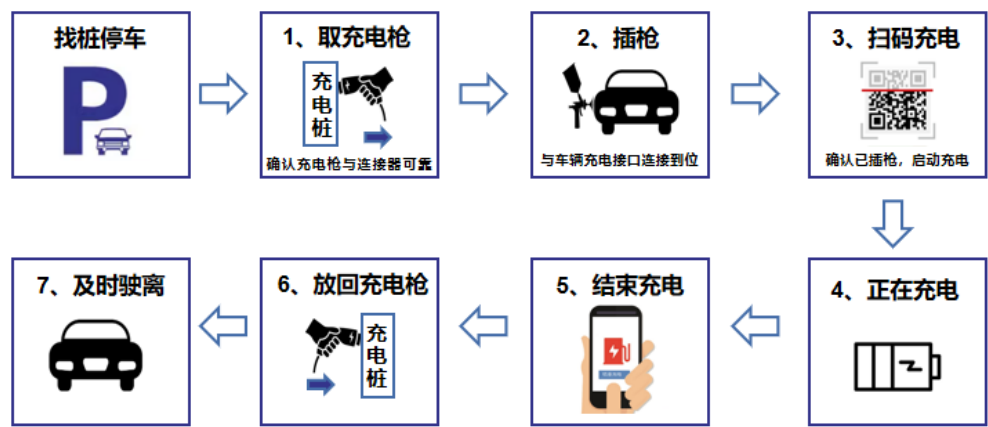 找桩停车
P
1、取充电枪
充电桩
确认充电枪与连接器可靠
2、插枪
与车辆充电接口连接到位
3、扫码充电
确认已插枪，启动充电
4、正在充电
5、结束充电
6、放回充电枪
充电桩
7、及时驶离